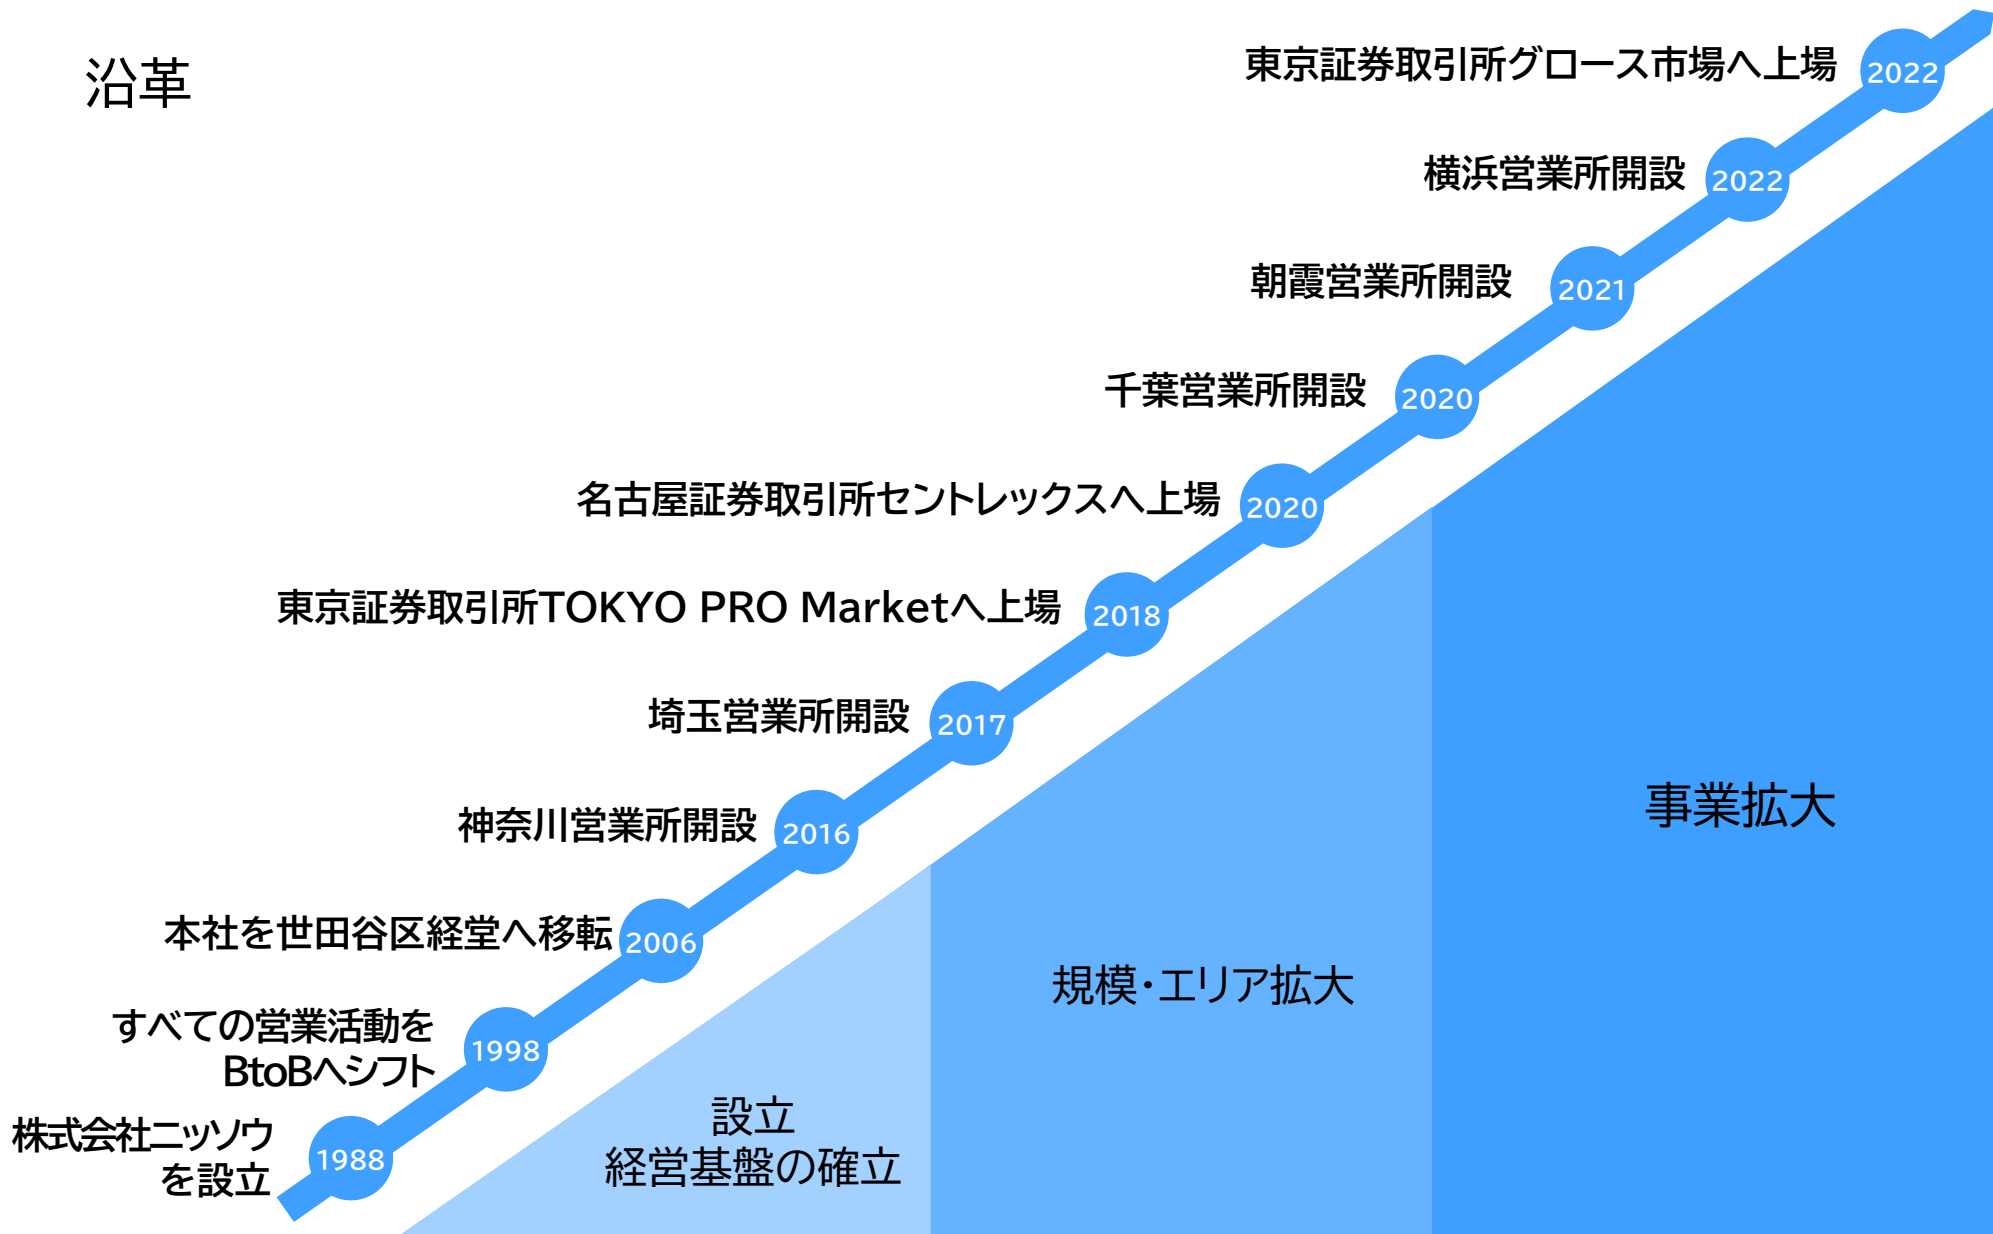 沿革
東京証券取引所グロース市場へ上場
2022
横浜営業所開設
2022
朝霞営業所開設
2021
千葉営業所開設
2020
名古屋証券取引所セントレックスへ上場
2020
東京証券取引所TOKYO PRO Marketへ上場
2018
埼玉営業所開設
2017
神奈川営業所開設
2016
本社を世田谷区経堂へ移転
2006
すべての営業活動を
BtoBへシフト
1998
株式会社ニッソウ
を設立
1988
設立
経営基盤の確立
規模・エリア拡大
事業拡大